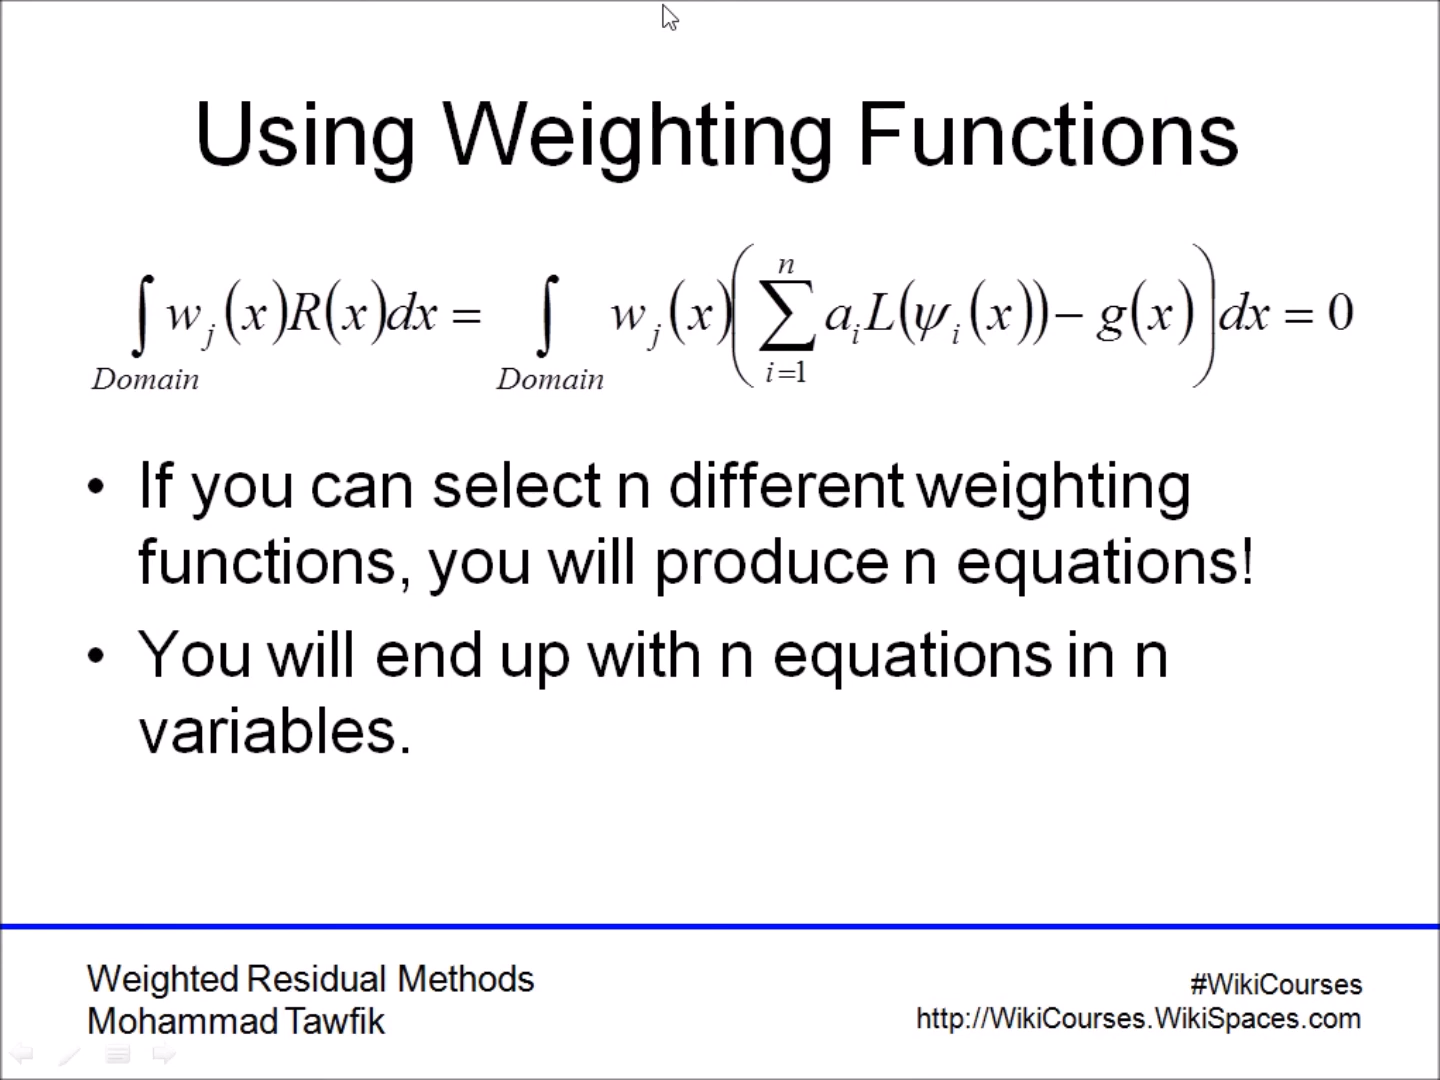 Using Weighting Functions
∫_{Domain} w_j(x)R(x)dx = ∫_{Domain} w_j(x)(∑_{i=1}^{n} a_i L(ψ_i(x)) − g(x))dx = 0
• If you can select n different weighting
functions, you will produce n equations!
• You will end up with n equations in n
variables.
Weighted Residual Methods
Mohammad Tawfik
#WikiCourses
http://WikiCourses.WikiSpaces.com